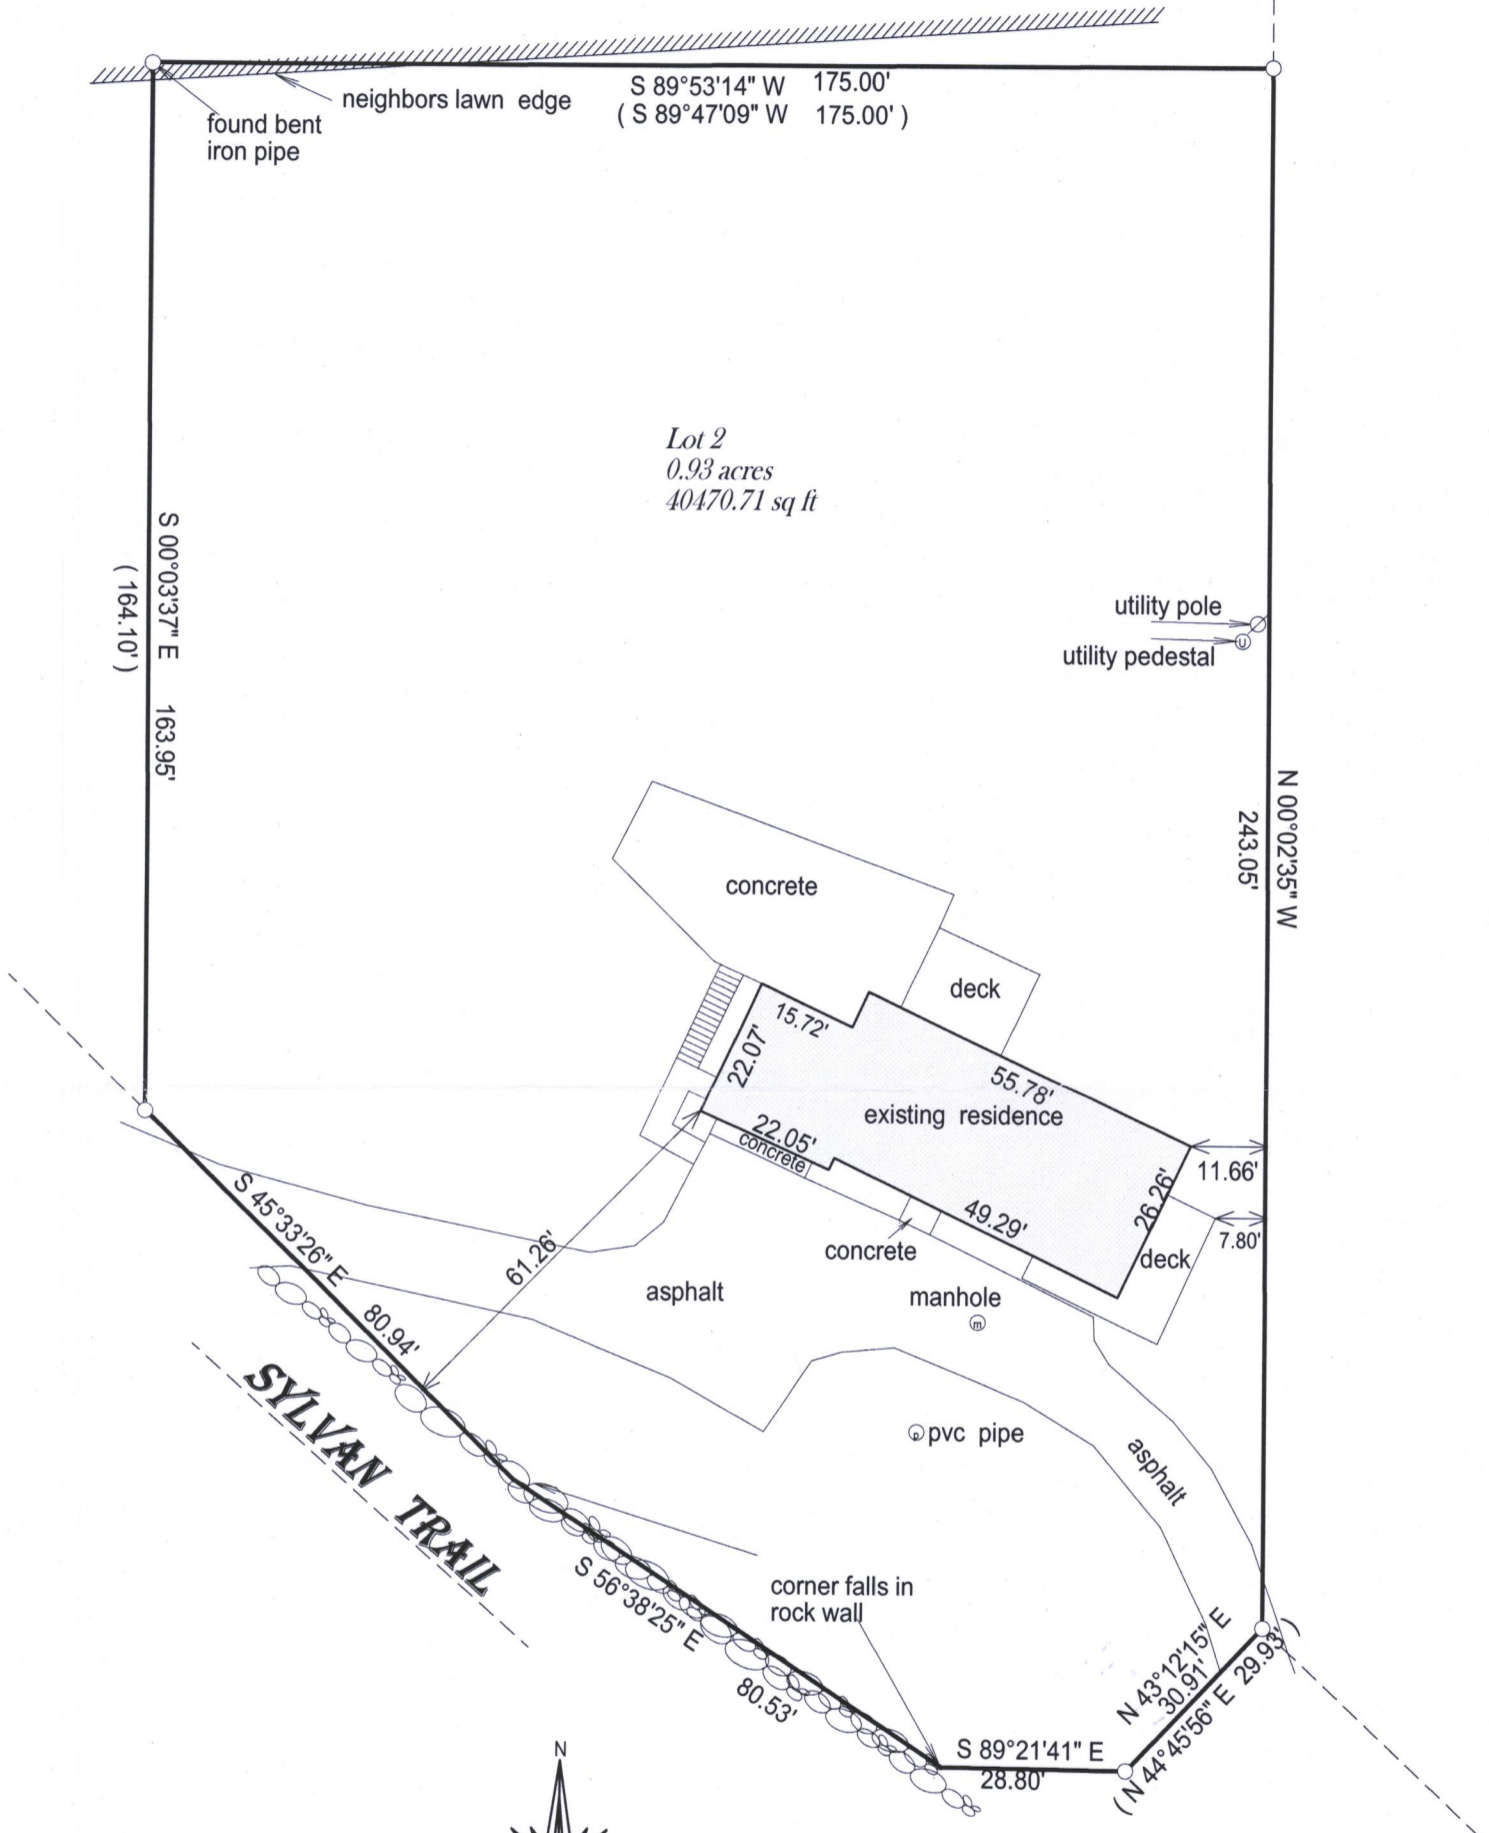 S 89°53'14" W 175.00'
( S 89°47'09" W 175.00' )
neighbors lawn edge
found bent
iron pipe
Lot 2
0.93 acres
40470.71 sq ft
S 00°03'37" E 163.95'
( 164.10' )
utility pole
utility pedestal
U
N 00°02'35" W
243.05'
concrete
deck
15.72'
22.07'
55.78'
existing residence
22.05'
concrete
11.66'
26.26'
49.29'
7.80'
deck
concrete
61.26'
asphalt
manhole
m
S 45°33'26" E
80.94'
SYLVAN TRAIL
p
pvc pipe
asphalt
corner falls in
rock wall
S 56°38'25" E
80.53'
N 43°12'15" E
30.91'
( N 44°45'56" E 29.93' )
S 89°21'41" E
28.80'
N